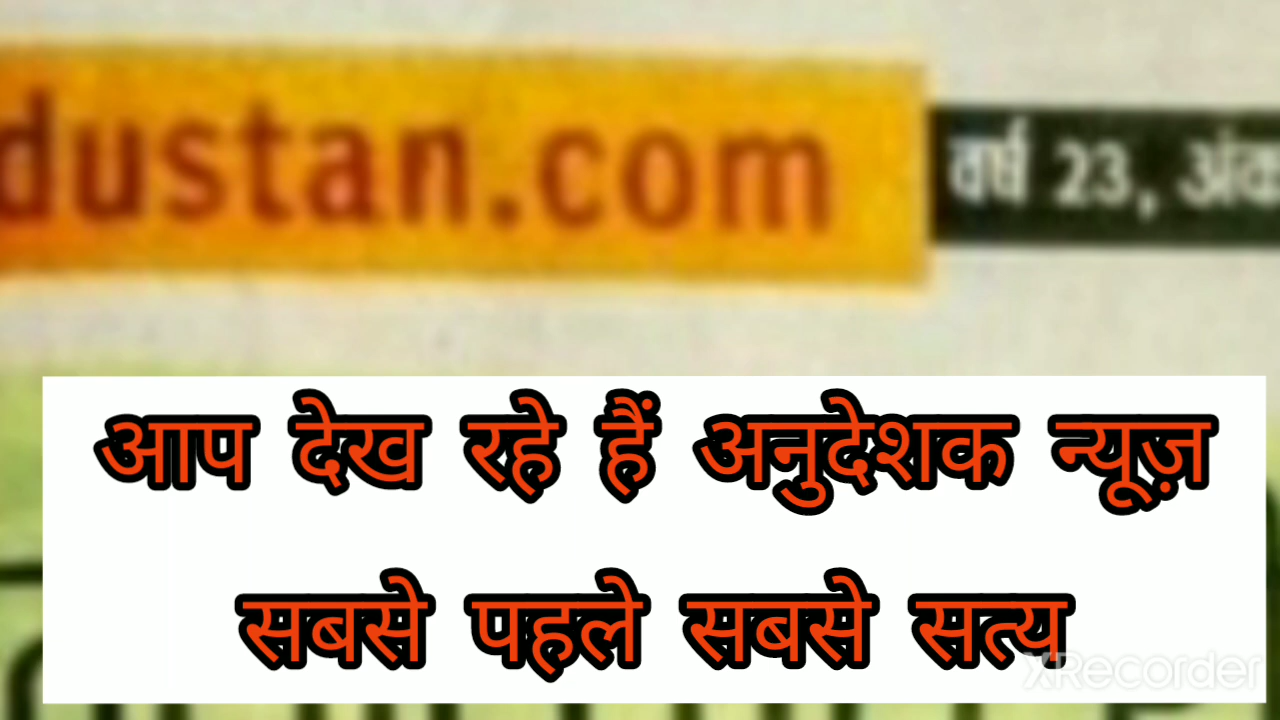 dustan.com
वर्ष 23, अंक
आप देख रहे हैं अनुदेशक न्यूज़
सबसे पहले सबसे सत्य
XRecorder